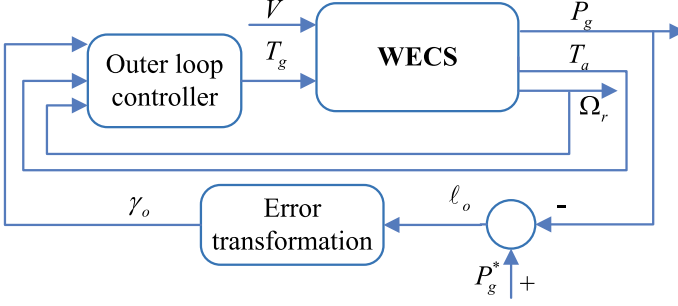 V
P_g
Outer loop
controller
T_g
WECS
T_a
Ω_r
γ_o
Error
transformation
ℓ_o
-
P_g^*
+